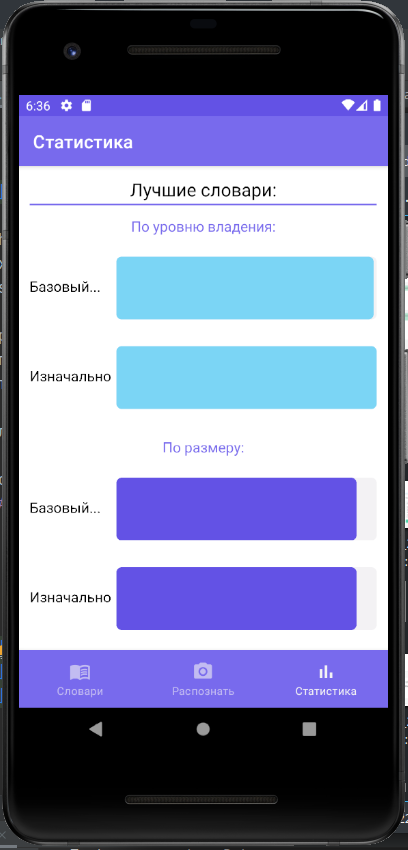 6:36
Статистика
Лучшие словари:
По уровню владения:
Базовый...
Изначально
По размеру:
Базовый...
Изначально
Словари Распознать Статистика